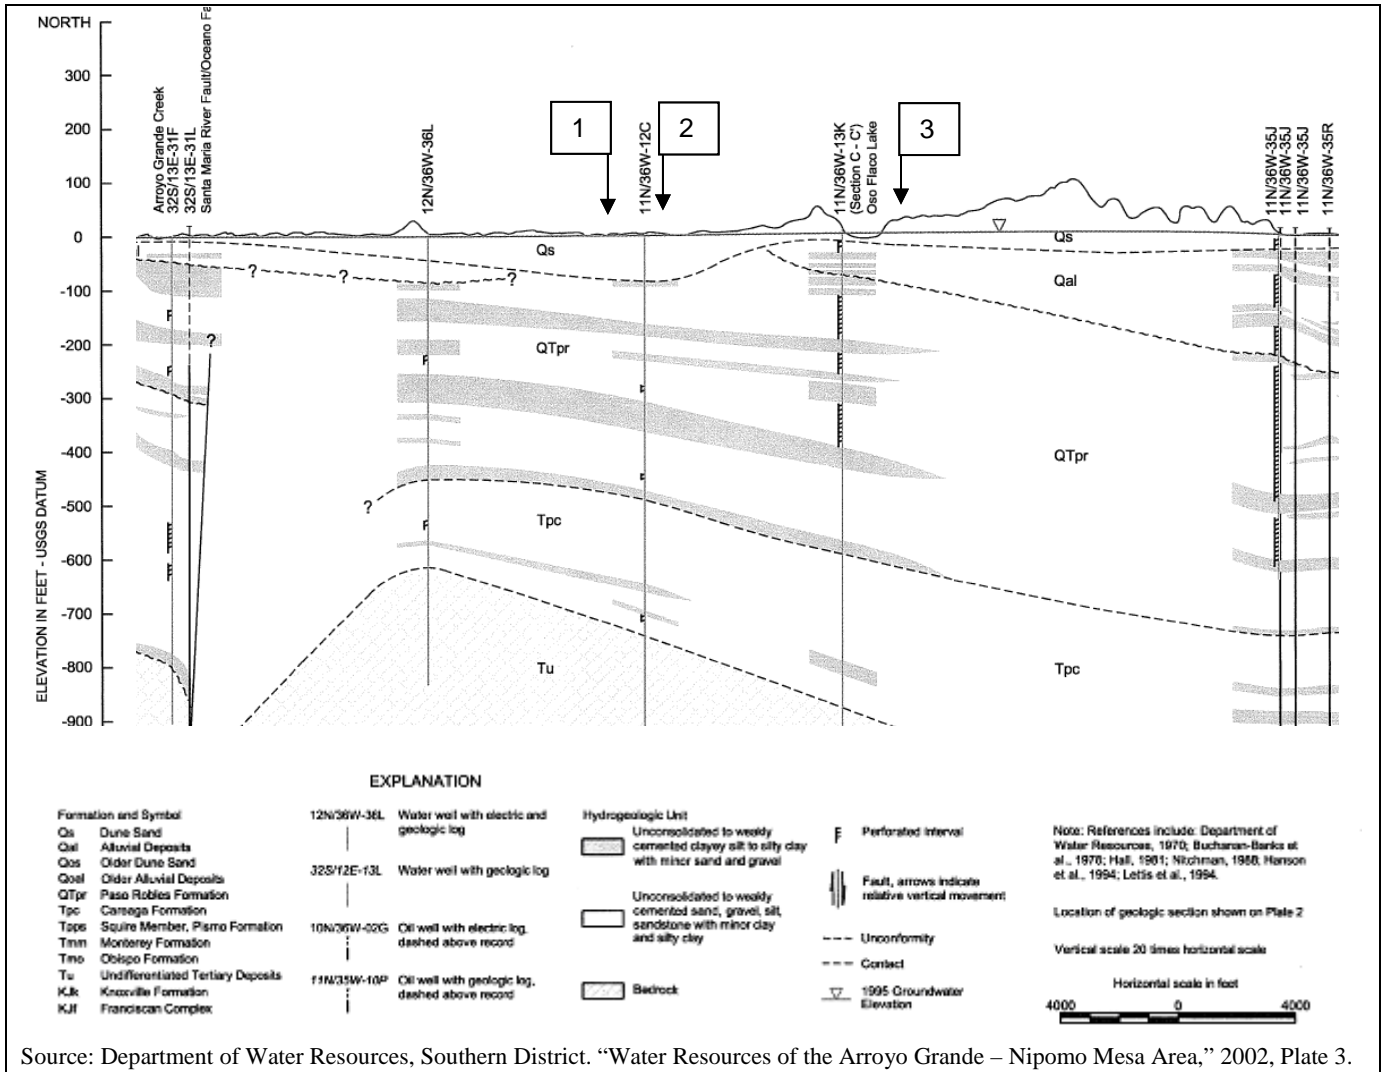 NORTH
300
200
100
0
-100
-200
-300
-400
-500
-600
-700
-800
-900
ELEVATION IN FEET - USGS DATUM
Arroyo Grande Creek
32S/13E-31F
32S/13E-31L
Santa Maria River Fault/Oceano
12N/36W-36L
1
11N/36W-12C
2
11N/36W-13K
(Section C - C')
Oso Flaco Lake
3
11N/36W-35J
11N/36W-35J
11N/36W-35J
11N/36W-35R
Qs
Qs
Qal
?
?
?
?
QTpr
QTpr
?
Tpc
Tpc
Tu
EXPLANATION
Formation and Symbol
Qs Dune Sand
Qal Alluvial Deposits
Qos Older Dune Sand
Qoal Older Alluvial Deposits
QTpr Paso Robles Formation
Tpc Careaga Formation
Tpps Squire Member, Pismo Formation
Tmm Monterey Formation
Tmo Obispo Formation
Tu Undifferentiated Tertiary Deposits
KJk Knoxville Formation
KJf Franciscan Complex
12N/36W-36L Water well with electric and
geologic log
32S/12E-13L Water well with geologic log
10N/36W-02G Oil well with electric log,
dashed above record
11N/35W-10P Oil well with geologic log,
dashed above record
Hydrogeologic Unit
Unconsolidated to weakly
cemented clayey silt to silty clay
with minor sand and gravel
Unconsolidated to weakly
cemented sand, gravel, silt,
sandstone with minor clay
and silty clay
Bedrock
Perforated Interval
Fault, arrows indicate
relative vertical movement
Unconformity
Contact
1995 Groundwater
Elevation
Note: References include: Department of
Water Resources, 1970; Buchanan-Banks et
al., 1978; Hall, 1981; Nitchman, 1988; Hanson
et al., 1994; Lettis et al., 1994.
Location of geologic section shown on Plate 2
Vertical scale 20 times horizontal scale
Horizontal scale in feet
4000 0 4000
Source: Department of Water Resources, Southern District. “Water Resources of the Arroyo Grande – Nipomo Mesa Area,” 2002, Plate 3.